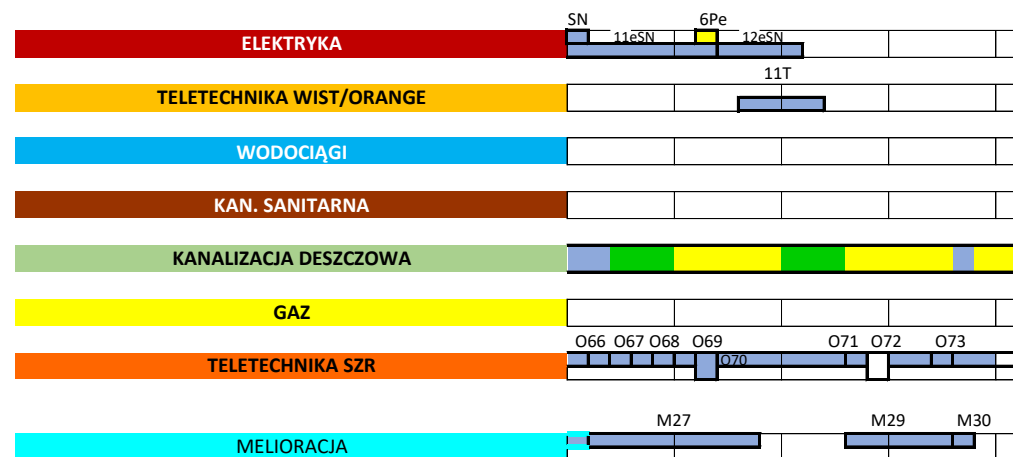 SN 6Pe
ELEKTRYKA 11eSN 12eSN
11T
TELETECHNIKA WIST/ORANGE
WODOCIĄGI
KAN. SANITARNA
KANALIZACJA DESZCZOWA
GAZ
O66 O67 O68 O69 O71 O72 O73
TELETECHNIKA SZR O70
M27 M29 M30
MELIORACJA